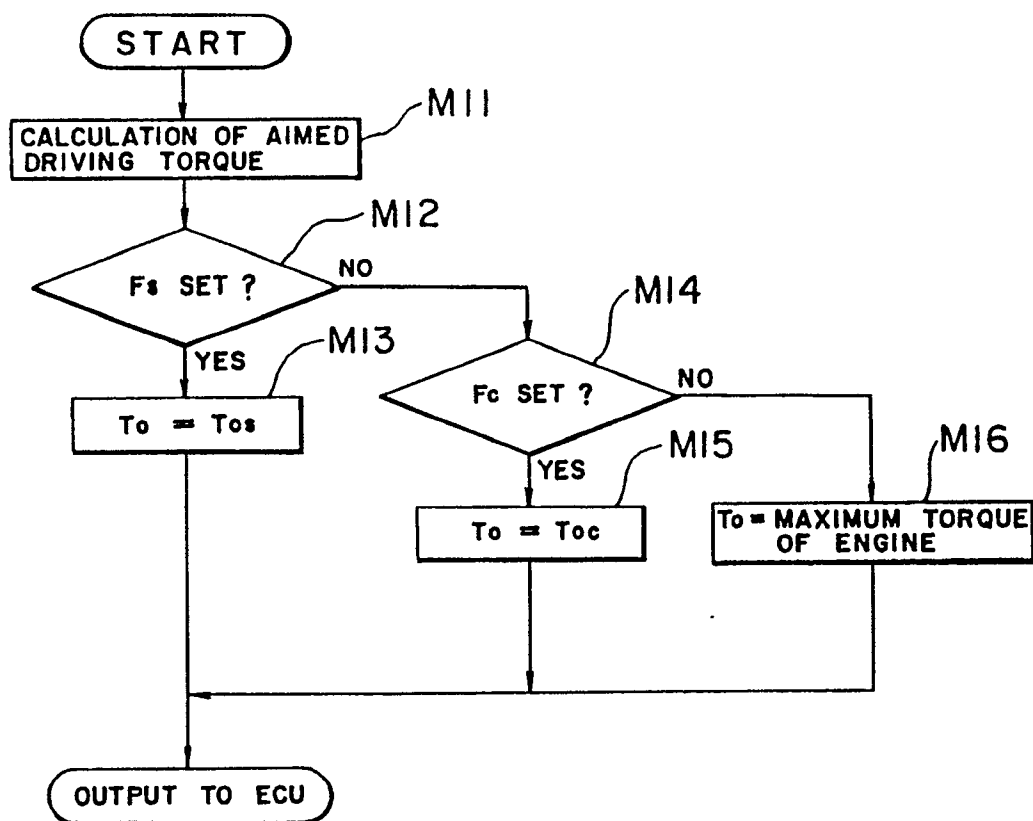 START
M11
CALCULATION OF AIMED
DRIVING TORQUE
M12
Fs SET ?
NO
M14
YES
M13
Fc SET ?
NO
To = Tos
YES
M15
M16
To = Toc
To = MAXIMUM TORQUE
OF ENGINE
OUTPUT TO ECU